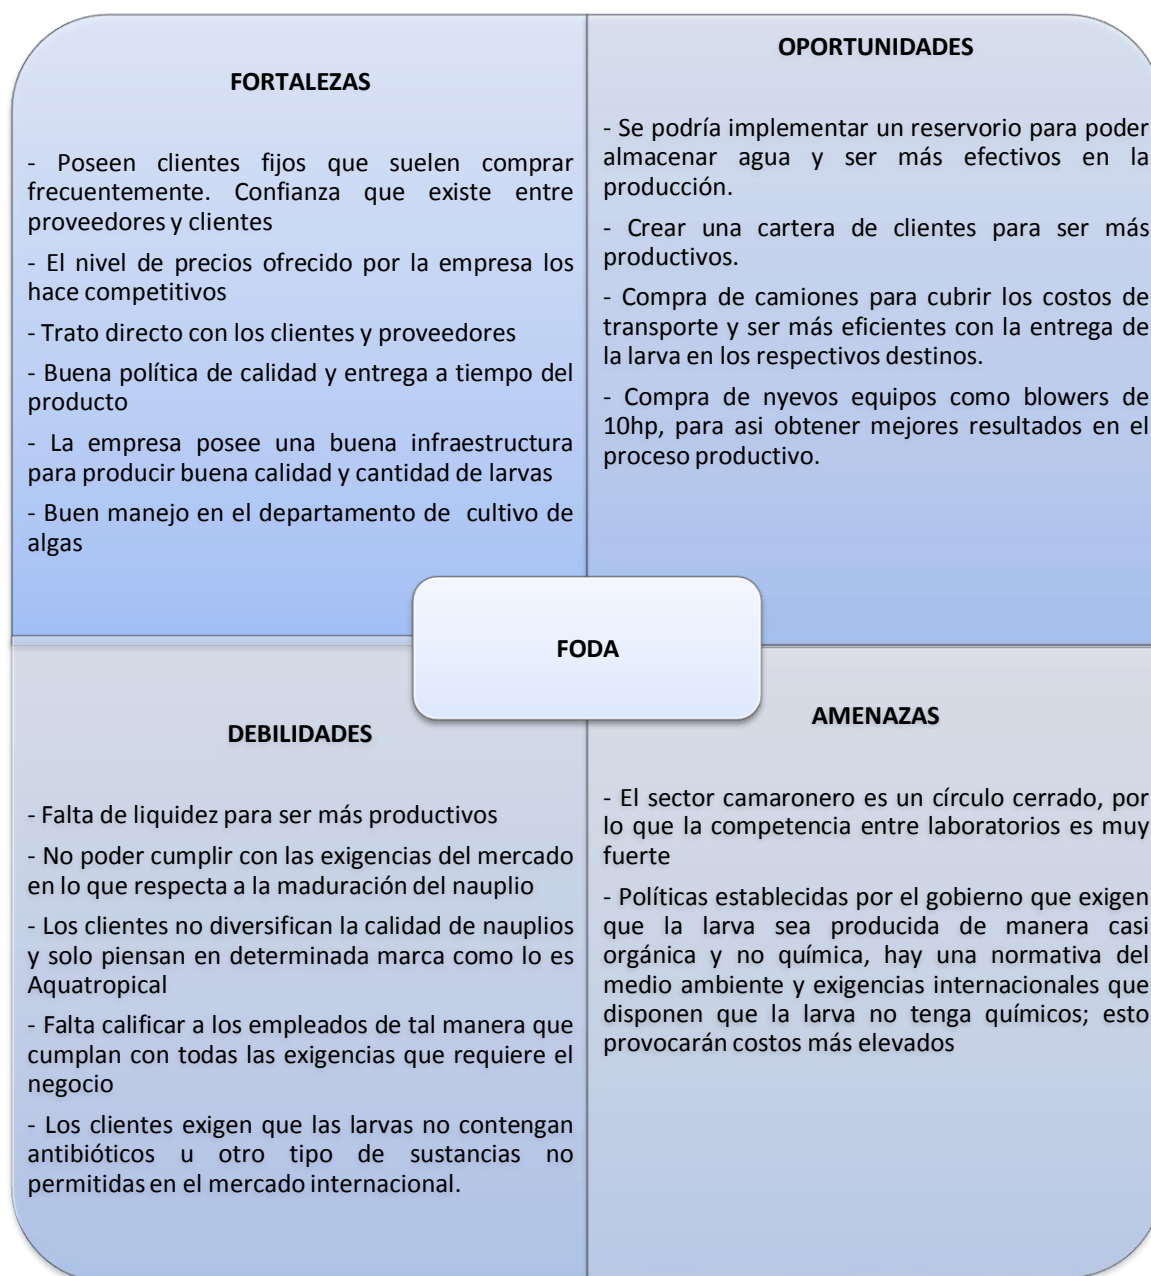 FORTALEZAS
- Poseen clientes fijos que suelen comprar
frecuentemente. Confianza que existe entre
proveedores y clientes
- El nivel de precios ofrecido por la empresa los
hace competitivos
- Trato directo con los clientes y proveedores
- Buena política de calidad y entrega a tiempo del
producto
- La empresa posee una buena infraestructura
para producir buena calidad y cantidad de larvas
- Buen manejo en el departamento de cultivo de
algas
OPORTUNIDADES
- Se podría implementar un reservorio para poder
almacenar agua y ser más efectivos en la
producción.
- Crear una cartera de clientes para ser más
productivos.
- Compra de camiones para cubrir los costos de
transporte y ser más eficientes con la entrega de
la larva en los respectivos destinos.
- Compra de nyevos equipos como blowers de
10hp, para asi obtener mejores resultados en el
proceso productivo.
FODA
DEBILIDADES
- Falta de liquidez para ser más productivos
- No poder cumplir con las exigencias del mercado
en lo que respecta a la maduración del nauplio
- Los clientes no diversifican la calidad de nauplios
y solo piensan en determinada marca como lo es
Aquatropical
- Falta calificar a los empleados de tal manera que
cumplan con todas las exigencias que requiere el
negocio
- Los clientes exigen que las larvas no contengan
antibióticos u otro tipo de sustancias no
permitidas en el mercado internacional.
AMENAZAS
- El sector camaronero es un círculo cerrado, por
lo que la competencia entre laboratorios es muy
fuerte
- Políticas establecidas por el gobierno que exigen
que la larva sea producida de manera casi
orgánica y no química, hay una normativa del
medio ambiente y exigencias internacionales que
disponen que la larva no tenga químicos; esto
provocarán costos más elevados